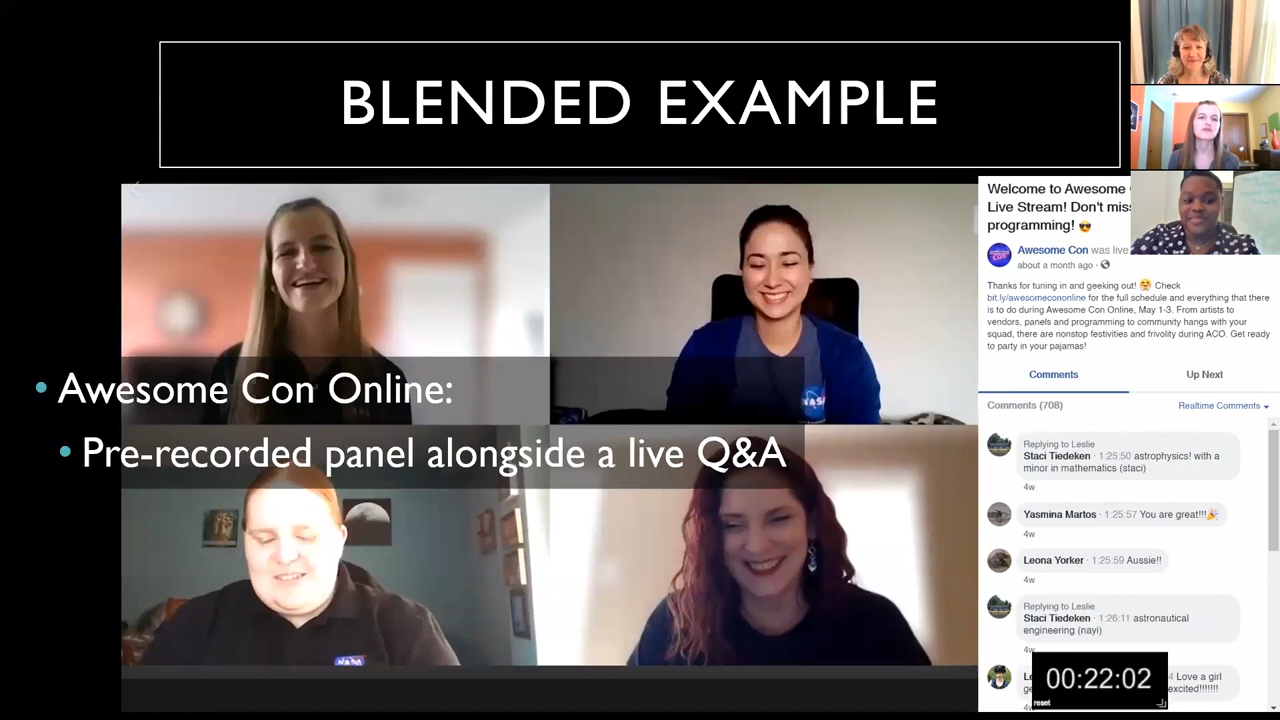 BLENDED EXAMPLE
• Awesome Con Online:
• Pre-recorded panel alongside a live Q&A
NASA
Welcome to Awesome
Live Stream! Don't miss
programming! 😎
Awesome Con was live
about a month ago ·
Thanks for tuning in and geeking out! Check
bit.ly/awesomecononline for the full schedule and everything that there
is to do during Awesome Con Online, May 1-3. From artists to
vendors, panels and programming to community hangs with your
squad, there are nonstop festivities and frivolity during ACO. Get ready
to party in your pajamas!
Comments Up Next
Comments (708) Realtime Comments
Replying to Leslie
Staci Tiedeken · 1:25:50 astrophysics! with a
minor in mathematics (staci)
4w
Yasmina Martos · 1:25:57 You are great!!!🎉
4w
Leona Yorker · 1:25:59 Aussie!!
4w
Replying to Leslie
Staci Tiedeken · 1:26:11 astronautical
engineering (nayi)
4w
4 Love a girl
excited!!!!!!!
4w
00:22:02
reset